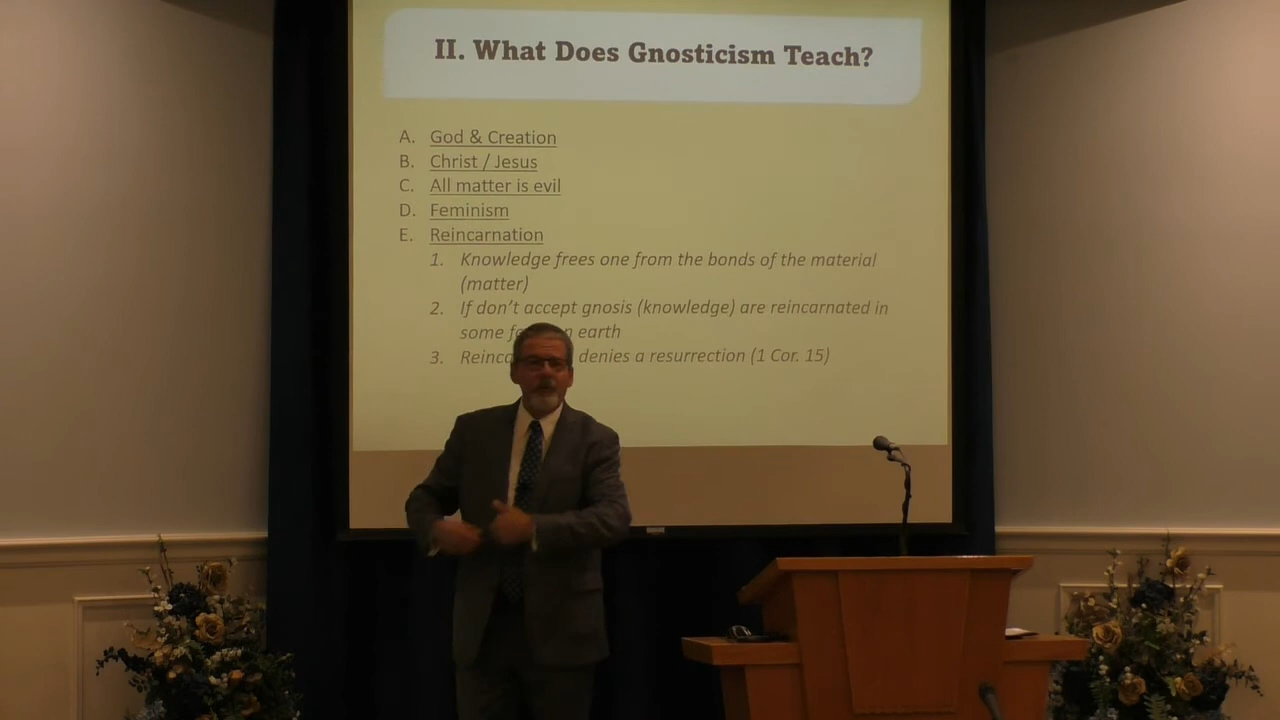 II. What Does Gnosticism Teach?
A. God & Creation
B. Christ / Jesus
C. All matter is evil
D. Feminism
E. Reincarnation
1. Knowledge frees one from the bonds of the material
(matter)
2. If don't accept gnosis (knowledge) are reincarnated in
some earth
3. denies a resurrection (1 Cor. 15)